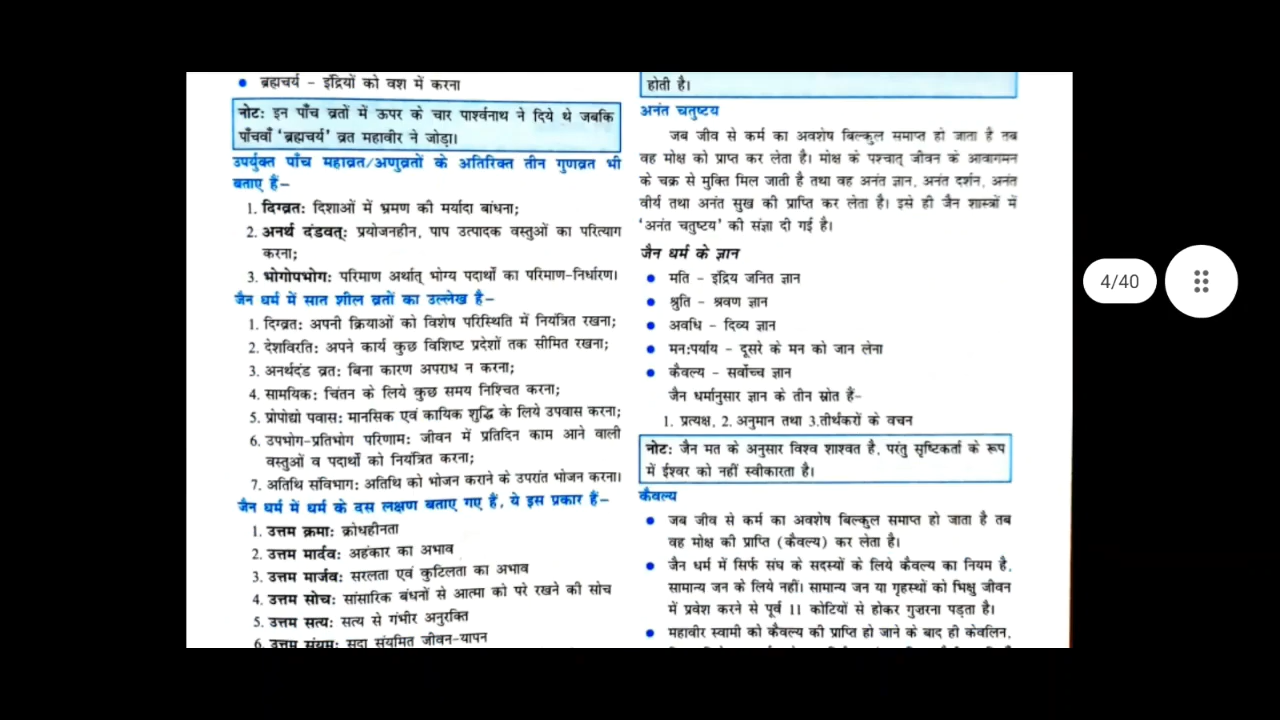 ● ब्रह्मचर्य – इंद्रियों को वश में करना
नोट: इन पाँच व्रतों में ऊपर के चार पार्श्वनाथ ने दिये थे जबकि
पाँचवाँ ‘ब्रह्मचर्य’ व्रत महावीर ने जोड़ा।
उपर्युक्त पाँच महाव्रत/अणुव्रतों के अतिरिक्त तीन गुणव्रत भी
बताए हैं–
1. दिग्व्रत: दिशाओं में भ्रमण की मर्यादा बांधना;
2. अनर्थ दंडवत्: प्रयोजनहीन, पाप उत्पादक वस्तुओं का परित्याग
करना;
3. भोगोपभोग: परिमाण अर्थात् भोग्य पदार्थों का परिमाण-निर्धारण।
जैन धर्म में सात शील व्रतों का उल्लेख है–
1. दिग्व्रत: अपनी क्रियाओं को विशेष परिस्थिति में नियंत्रित रखना;
2. देशविरति: अपने कार्य कुछ विशिष्ट प्रदेशों तक सीमित रखना;
3. अनर्थदंड व्रत: बिना कारण अपराध न करना;
4. सामायिक: चिंतन के लिये कुछ समय निश्चित करना;
5. प्रोपोद्यो पवास: मानसिक एवं कायिक शुद्धि के लिये उपवास करना;
6. उपभोग-प्रतिभोग परिणाम: जीवन में प्रतिदिन काम आने वाली
वस्तुओं व पदार्थों को नियंत्रित करना;
7. अतिथि संविभाग: अतिथि को भोजन कराने के उपरांत भोजन करना।
जैन धर्म में धर्म के दस लक्षण बताए गए हैं, ये इस प्रकार हैं–
1. उत्तम क्रमा: क्रोधहीनता
2. उत्तम मार्दव: अहंकार का अभाव
3. उत्तम मार्जव: सरलता एवं कुटिलता का अभाव
4. उत्तम सोच: सांसारिक बंधनों से आत्मा को परे रखने की सोच
5. उत्तम सत्य: सत्य से गंभीर अनुरक्ति
6. उत्तम संयम: सदा संयमित जीवन-यापन
होती है।
अनंत चतुष्टय
जब जीव से कर्म का अवशेष बिल्कुल समाप्त हो जाता है तब
वह मोक्ष को प्राप्त कर लेता है। मोक्ष के पश्चात् जीवन के आवागमन
के चक्र से मुक्ति मिल जाती है तथा वह अनंत ज्ञान, अनंत दर्शन, अनंत
वीर्य तथा अनंत सुख की प्राप्ति कर लेता है। इसे ही जैन शास्त्रों में
‘अनंत चतुष्टय’ की संज्ञा दी गई है।
जैन धर्म के ज्ञान
● मति – इंद्रिय जनित ज्ञान
● श्रुति – श्रवण ज्ञान
● अवधि – दिव्य ज्ञान
● मन:पर्याय – दूसरे के मन को जान लेना
● कैवल्य – सर्वोच्च ज्ञान
जैन धर्मानुसार ज्ञान के तीन स्रोत हैं–
1. प्रत्यक्ष, 2. अनुमान तथा 3.तीर्थंकरों के वचन
नोट: जैन मत के अनुसार विश्व शाश्वत है, परंतु सृष्टिकर्ता के रूप
में ईश्वर को नहीं स्वीकारता है।
कैवल्य
● जब जीव से कर्म का अवशेष बिल्कुल समाप्त हो जाता है तब
वह मोक्ष की प्राप्ति (कैवल्य) कर लेता है।
● जैन धर्म में सिर्फ संघ के सदस्यों के लिये कैवल्य का नियम है,
सामान्य जन के लिये नहीं। सामान्य जन या गृहस्थों को भिक्षु जीवन
में प्रवेश करने से पूर्व 11 कोटियों से होकर गुज़रना पड़ता है।
● महावीर स्वामी को कैवल्य की प्राप्ति हो जाने के बाद ही केवलिन,
4/40